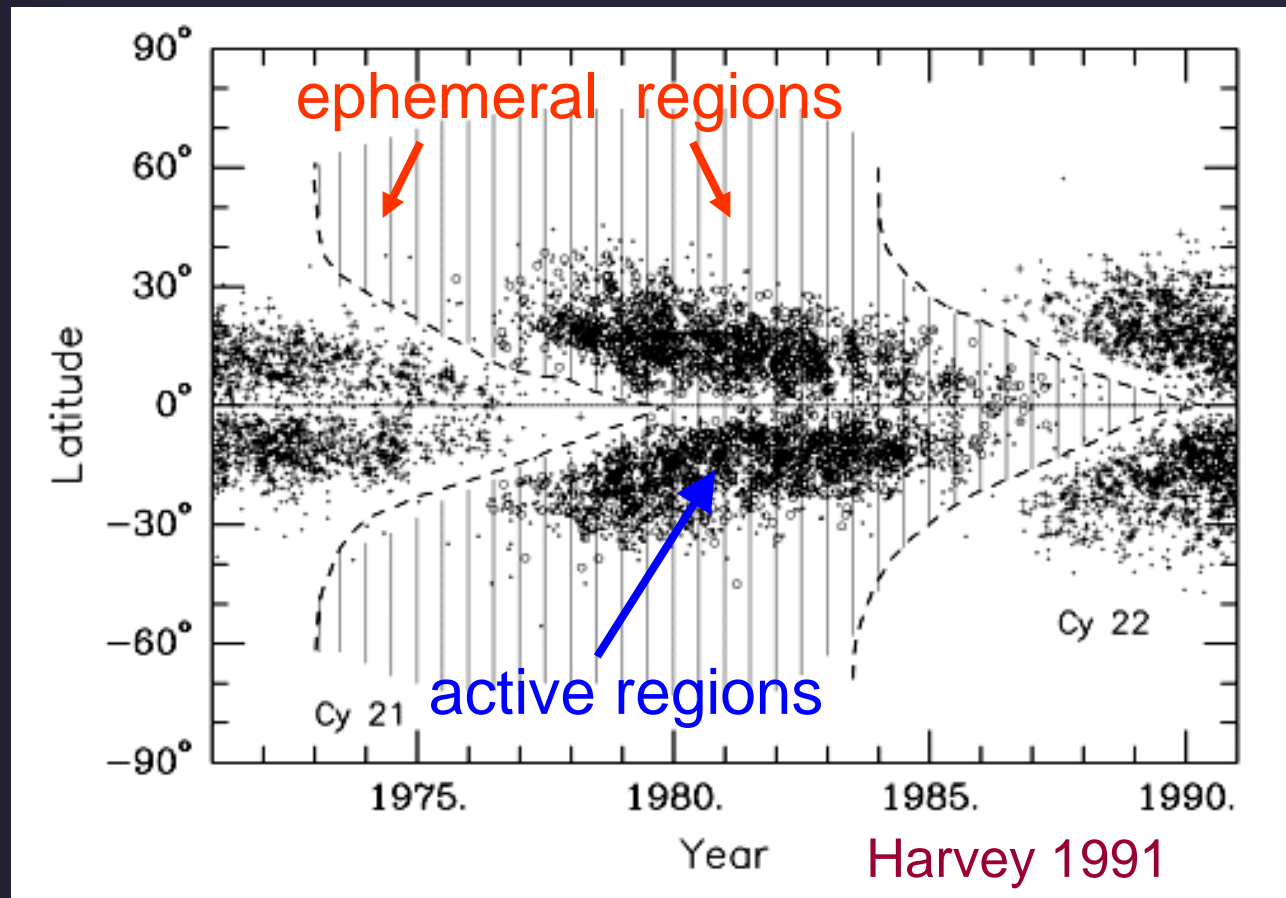 90°
ephemeral regions
60°
30°
0°
−30°
−60°
−90°
Latitude
active regions
Cy 21
Cy 22
1975. 1980. 1985. 1990.
Year
Harvey 1991